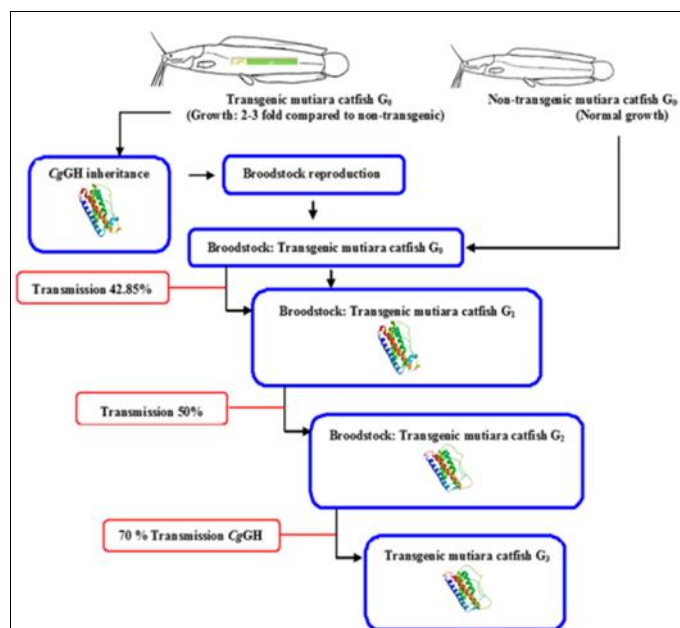 Transgenic mutiara catfish G₀
(Growth: 2-3 fold compared to non-transgenic)
Non-transgenic mutiara catfish G₀
(Normal growth)
CgGH inheritance
Broodstock reproduction
Broodstock: Transgenic mutiara catfish G₀
Transmission 42.85%
Broodstock: Transgenic mutiara catfish G₁
Transmission 50%
Broodstock: Transgenic mutiara catfish G₂
70 % Transmission CgGH
Transgenic mutiara catfish G₃